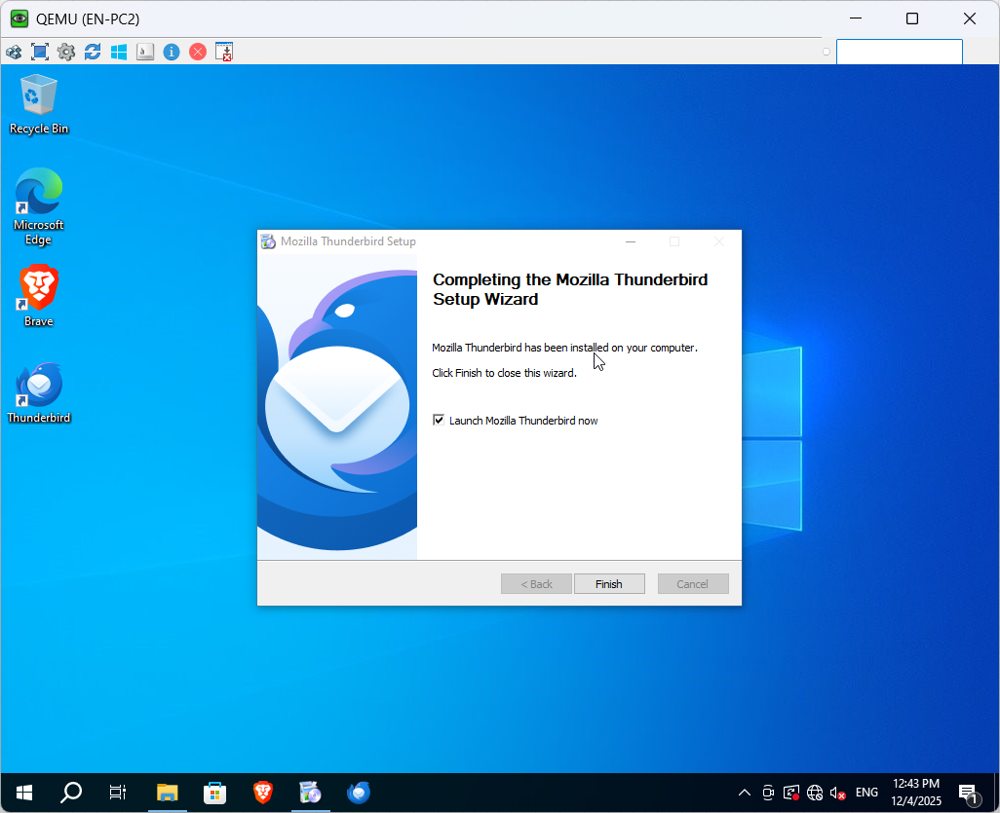 QEMU (EN-PC2)
Recycle Bin
Microsoft
Edge
Brave
Thunderbird
Mozilla Thunderbird Setup
Completing the Mozilla Thunderbird
Setup Wizard
Mozilla Thunderbird has been installed on your computer.
Click Finish to close this wizard.
Launch Mozilla Thunderbird now
< Back
Finish
Cancel
ENG
12:43 PM
12/4/2025
1